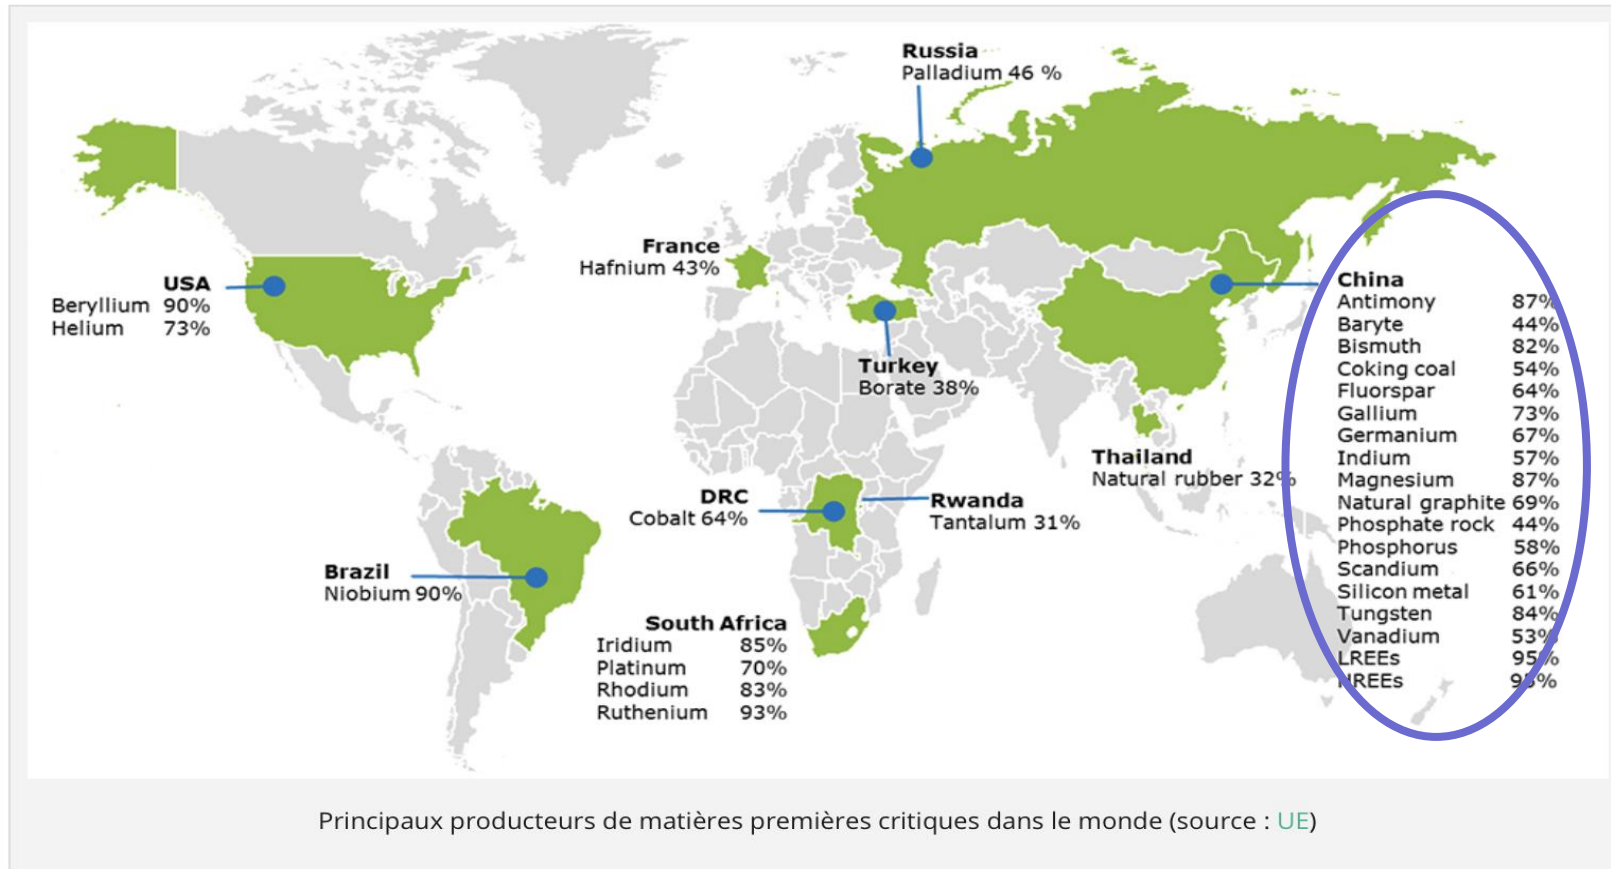 Russia
Palladium 46 %
France
Hafnium 43%
USA
Beryllium 90%
Helium 73%
China
Antimony 87%
Baryte 44%
Bismuth 82%
Coking coal 54%
Fluorspar 64%
Gallium 73%
Germanium 67%
Indium 57%
Magnesium 87%
Natural graphite 69%
Phosphate rock 44%
Phosphorus 58%
Scandium 66%
Silicon metal 61%
Tungsten 84%
Vanadium 53%
LREEs 95%
HREEs 95%
Turkey
Borate 38%
Thailand
Natural rubber 32%
DRC
Cobalt 64%
Rwanda
Tantalum 31%
Brazil
Niobium 90%
South Africa
Iridium 85%
Platinum 70%
Rhodium 83%
Ruthenium 93%
Principaux producteurs de matières premières critiques dans le monde (source : UE)